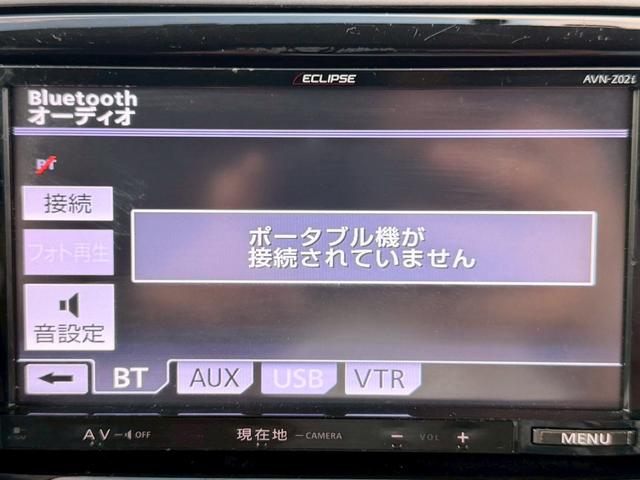 ECLIPSE
AVN-Z02i
Bluetooth
オーディオ
BT
接続
フォト再生
ポータブル機が
接続されていません
音設定
BT AUX USB VTR
AV OFF 現在地 CAMERA － VOL ＋ MENU